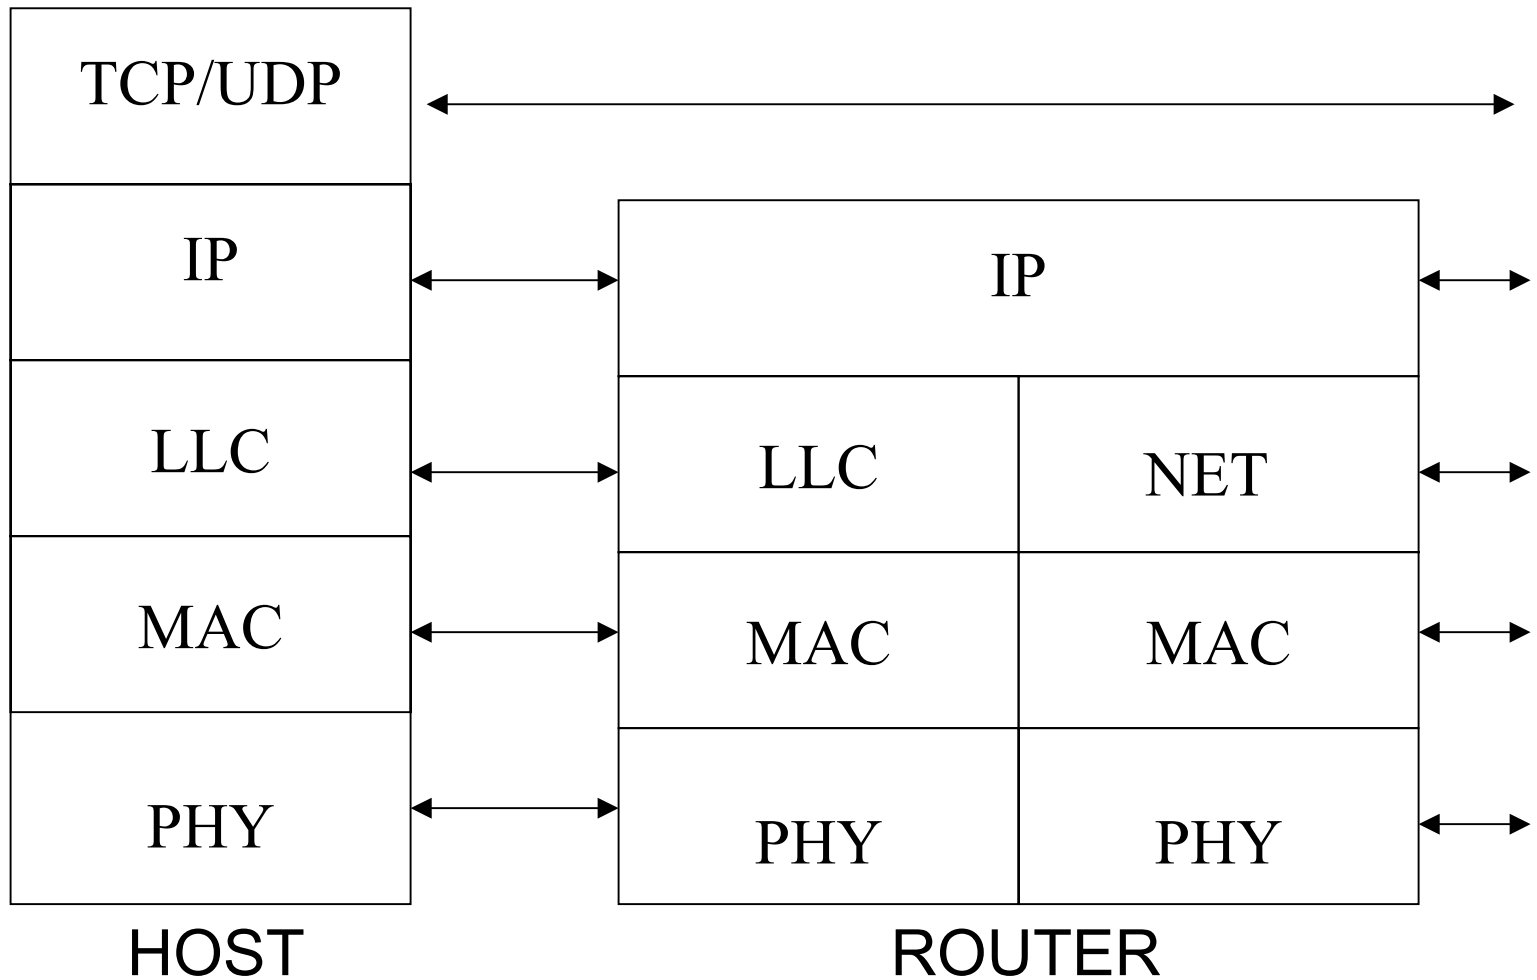 TCP/UDP
IP
LLC
MAC
PHY
HOST
IP
LLC NET
MAC MAC
PHY PHY
ROUTER